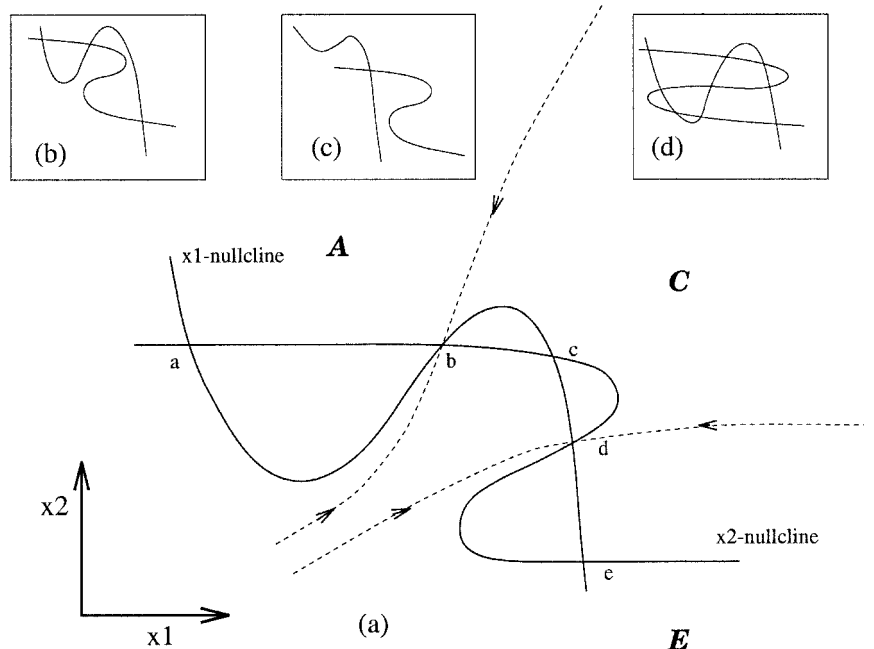 (b)
(c)
(d)
A
x1-nullcline
C
a
b
c
d
x2
x2-nullcline
e
x1
(a)
E